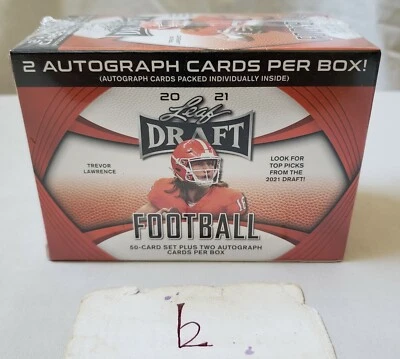 2 AUTOGRAPH CARDS PER BOX!
(AUTOGRAPH CARDS PACKED INDIVIDUALLY INSIDE)
20 21
Leaf
DRAFT
TREVOR
LAWRENCE
LOOK FOR
TOP PICKS
FROM THE
2021 DRAFT!
FOOTBALL
50-CARD SET PLUS TWO AUTOGRAPH
CARDS PER BOX